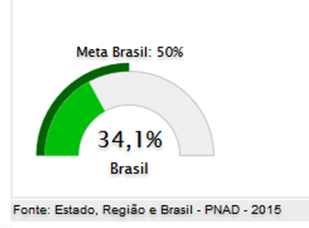 Meta Brasil: 50%
34,1%
Brasil
Fonte: Estado, Região e Brasil - PNAD - 2015